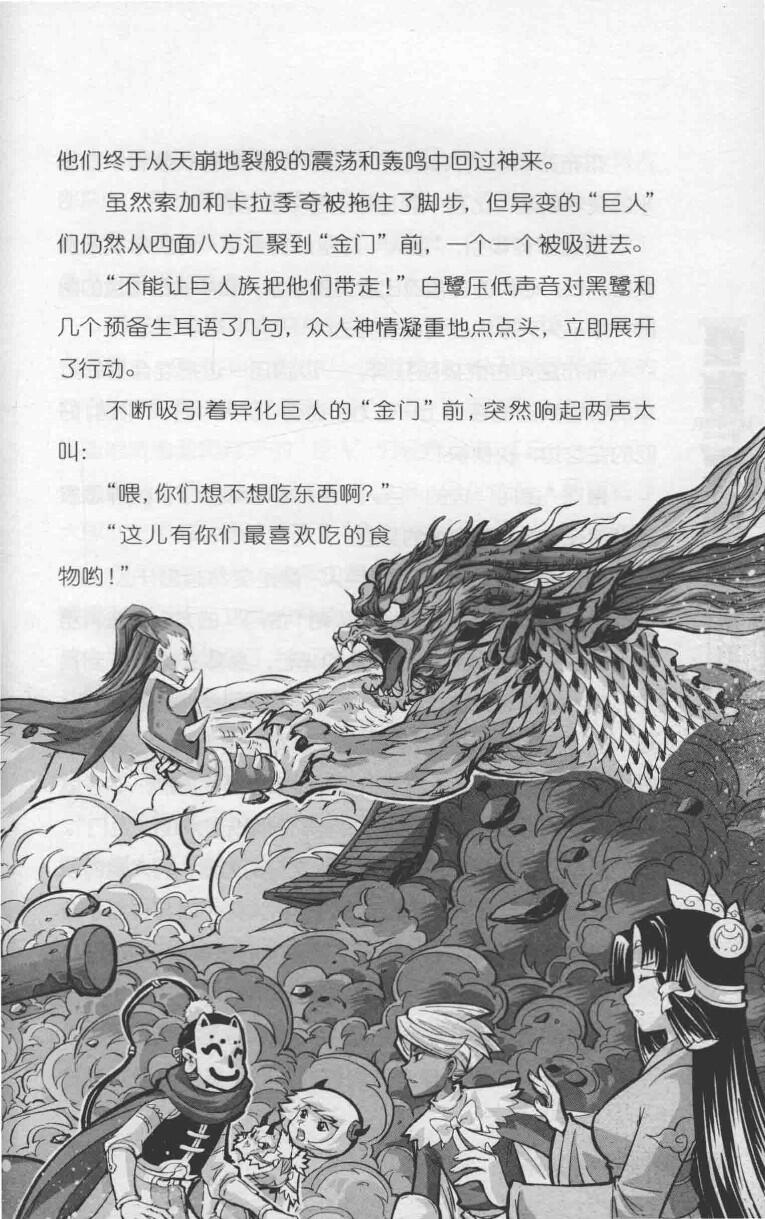 他们终于从天崩地裂般的震荡和轰鸣中回过神来。
虽然索加和卡拉季奇被拖住了脚步，但异变的“巨人”
们仍然从四面八方汇聚到“金门”前，一个一个被吸进去。
“不能让巨人族把他们带走！”白鹭压低声音对黑鹭和
几个预备生耳语了几句，众人神情凝重地点点头，立即展开
了行动。
不断吸引着异化巨人的“金门”前，突然响起两声大
叫：
“喂，你们想不想吃东西啊？”
“这儿有你们最喜欢吃的食
物哟！”